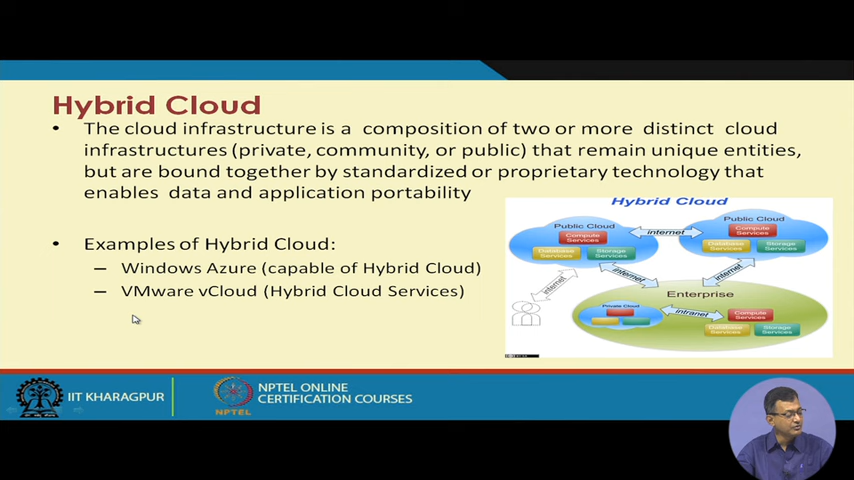 Hybrid Cloud
• The cloud infrastructure is a composition of two or more distinct cloud
infrastructures (private, community, or public) that remain unique entities,
but are bound together by standardized or proprietary technology that
enables data and application portability
• Examples of Hybrid Cloud:
– Windows Azure (capable of Hybrid Cloud)
– VMware vCloud (Hybrid Cloud Services)
Hybrid Cloud
Public Cloud
Compute
Services
Database
Services
Storage
Services
internet
Public Cloud
Compute
Services
Database
Services
Storage
Services
internet
internet
internet
Enterprise
Private Cloud
intranet
Compute
Services
Database
Services
Storage
Services
IIT KHARAGPUR
NPTEL
NPTEL ONLINE
CERTIFICATION COURSES